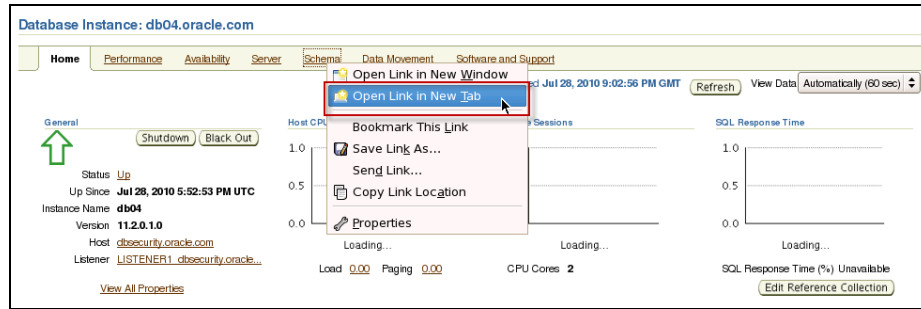 Database Instance: db04.oracle.com
Home Performance Availability Server Schema Data Movement Software and Support
Open Link in New Window
Open Link in New Tab
Bookmark This Link
Save Link As...
Send Link...
Copy Link Location
Properties
Jul 28, 2010 9:02:56 PM GMT Refresh View Data Automatically (60 sec)
General
Shutdown Black Out
Status Up
Up Since Jul 28, 2010 5:52:53 PM UTC
Instance Name db04
Version 11.2.0.1.0
Host dbsecurity.oracle.com
Listener LISTENER1_dbsecurity.oracle...
View All Properties
Host CPU
1.0
0.5
0.0
Loading...
Load 0.00 Paging 0.00
Sessions
Loading...
CPU Cores 2
SQL Response Time
1.0
0.5
0.0
Loading...
SQL Response Time (%) Unavailable
Edit Reference Collection